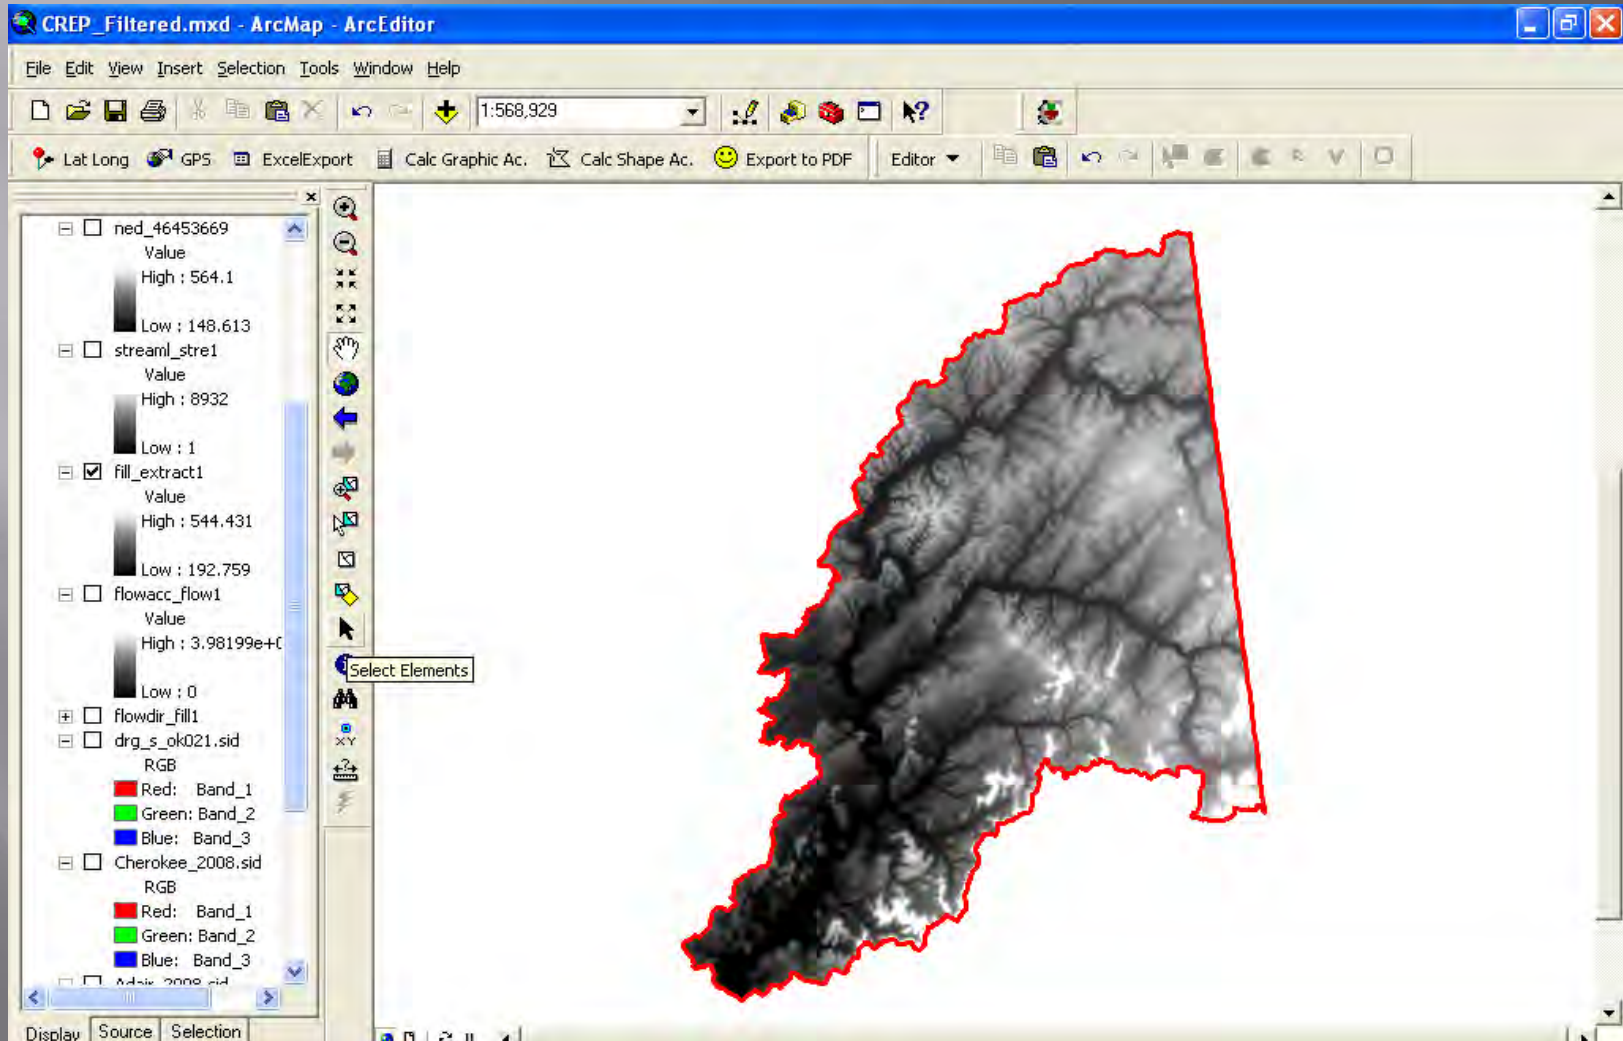 CREP_Filtered.mxd - ArcMap - ArcEditor
File Edit View Insert Selection Tools Window Help
1:568,929
Lat Long GPS ExcelExport Calc Graphic Ac. Calc Shape Ac. Export to PDF Editor
ned_46453669
Value
High : 564.1
Low : 148.613
streaml_stre1
Value
High : 8932
Low : 1
fill_extract1
Value
High : 544.431
Low : 192.759
flowacc_flow1
Value
High : 3.98199e+
Low : 0
flowdir_fill1
drg_s_ok021.sid
RGB
Red: Band_1
Green: Band_2
Blue: Band_3
Cherokee_2008.sid
RGB
Red: Band_1
Green: Band_2
Blue: Band_3
Adair_2008.sid
Select Elements
XY
Display Source Selection